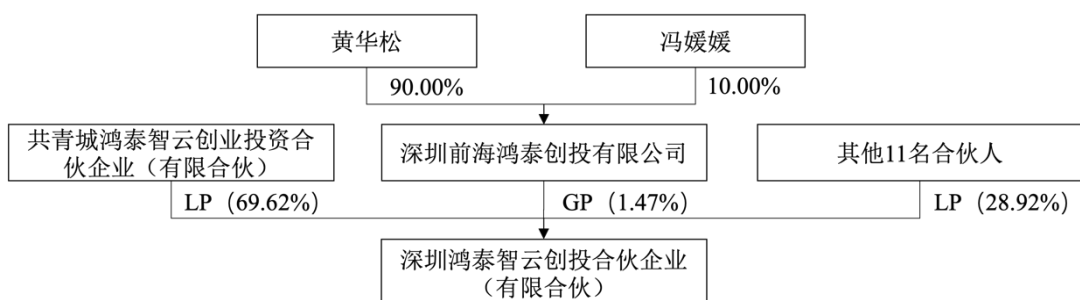 黄华松
冯媛媛
90.00%
10.00%
共青城鸿泰智云创业投资合
伙企业（有限合伙）
深圳前海鸿泰创投有限公司
其他11名合伙人
LP（69.62%）
GP（1.47%）
LP（28.92%）
深圳鸿泰智云创投合伙企业
（有限合伙）